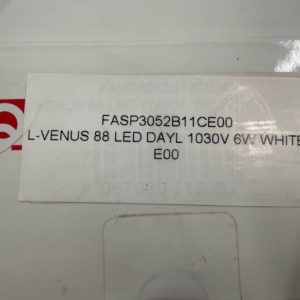 FASP3052B11CE00
L-VENUS 88 LED DAYL 1030V 6W WHITE
E00